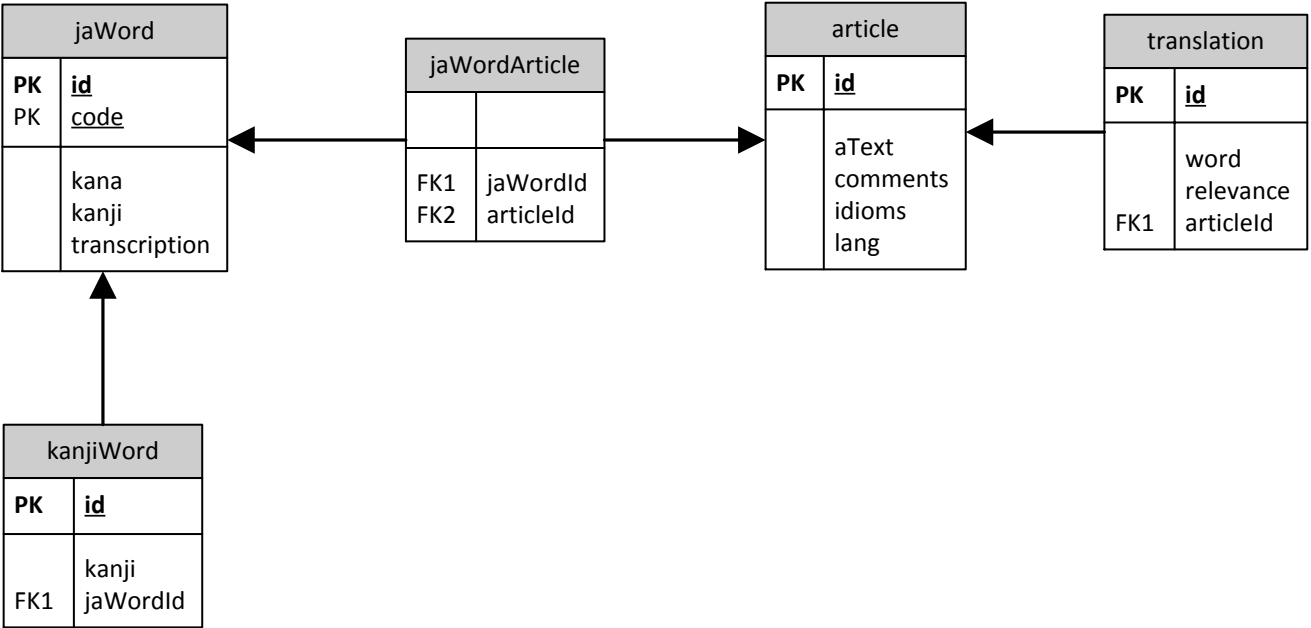 jaWord
PK id
PK code
kana
kanji
transcription
jaWordArticle
FK1 jaWordId
FK2 articleId
article
PK id
aText
comments
idioms
lang
translation
PK id
word
relevance
FK1 articleId
kanjiWord
PK id
kanji
FK1 jaWordId